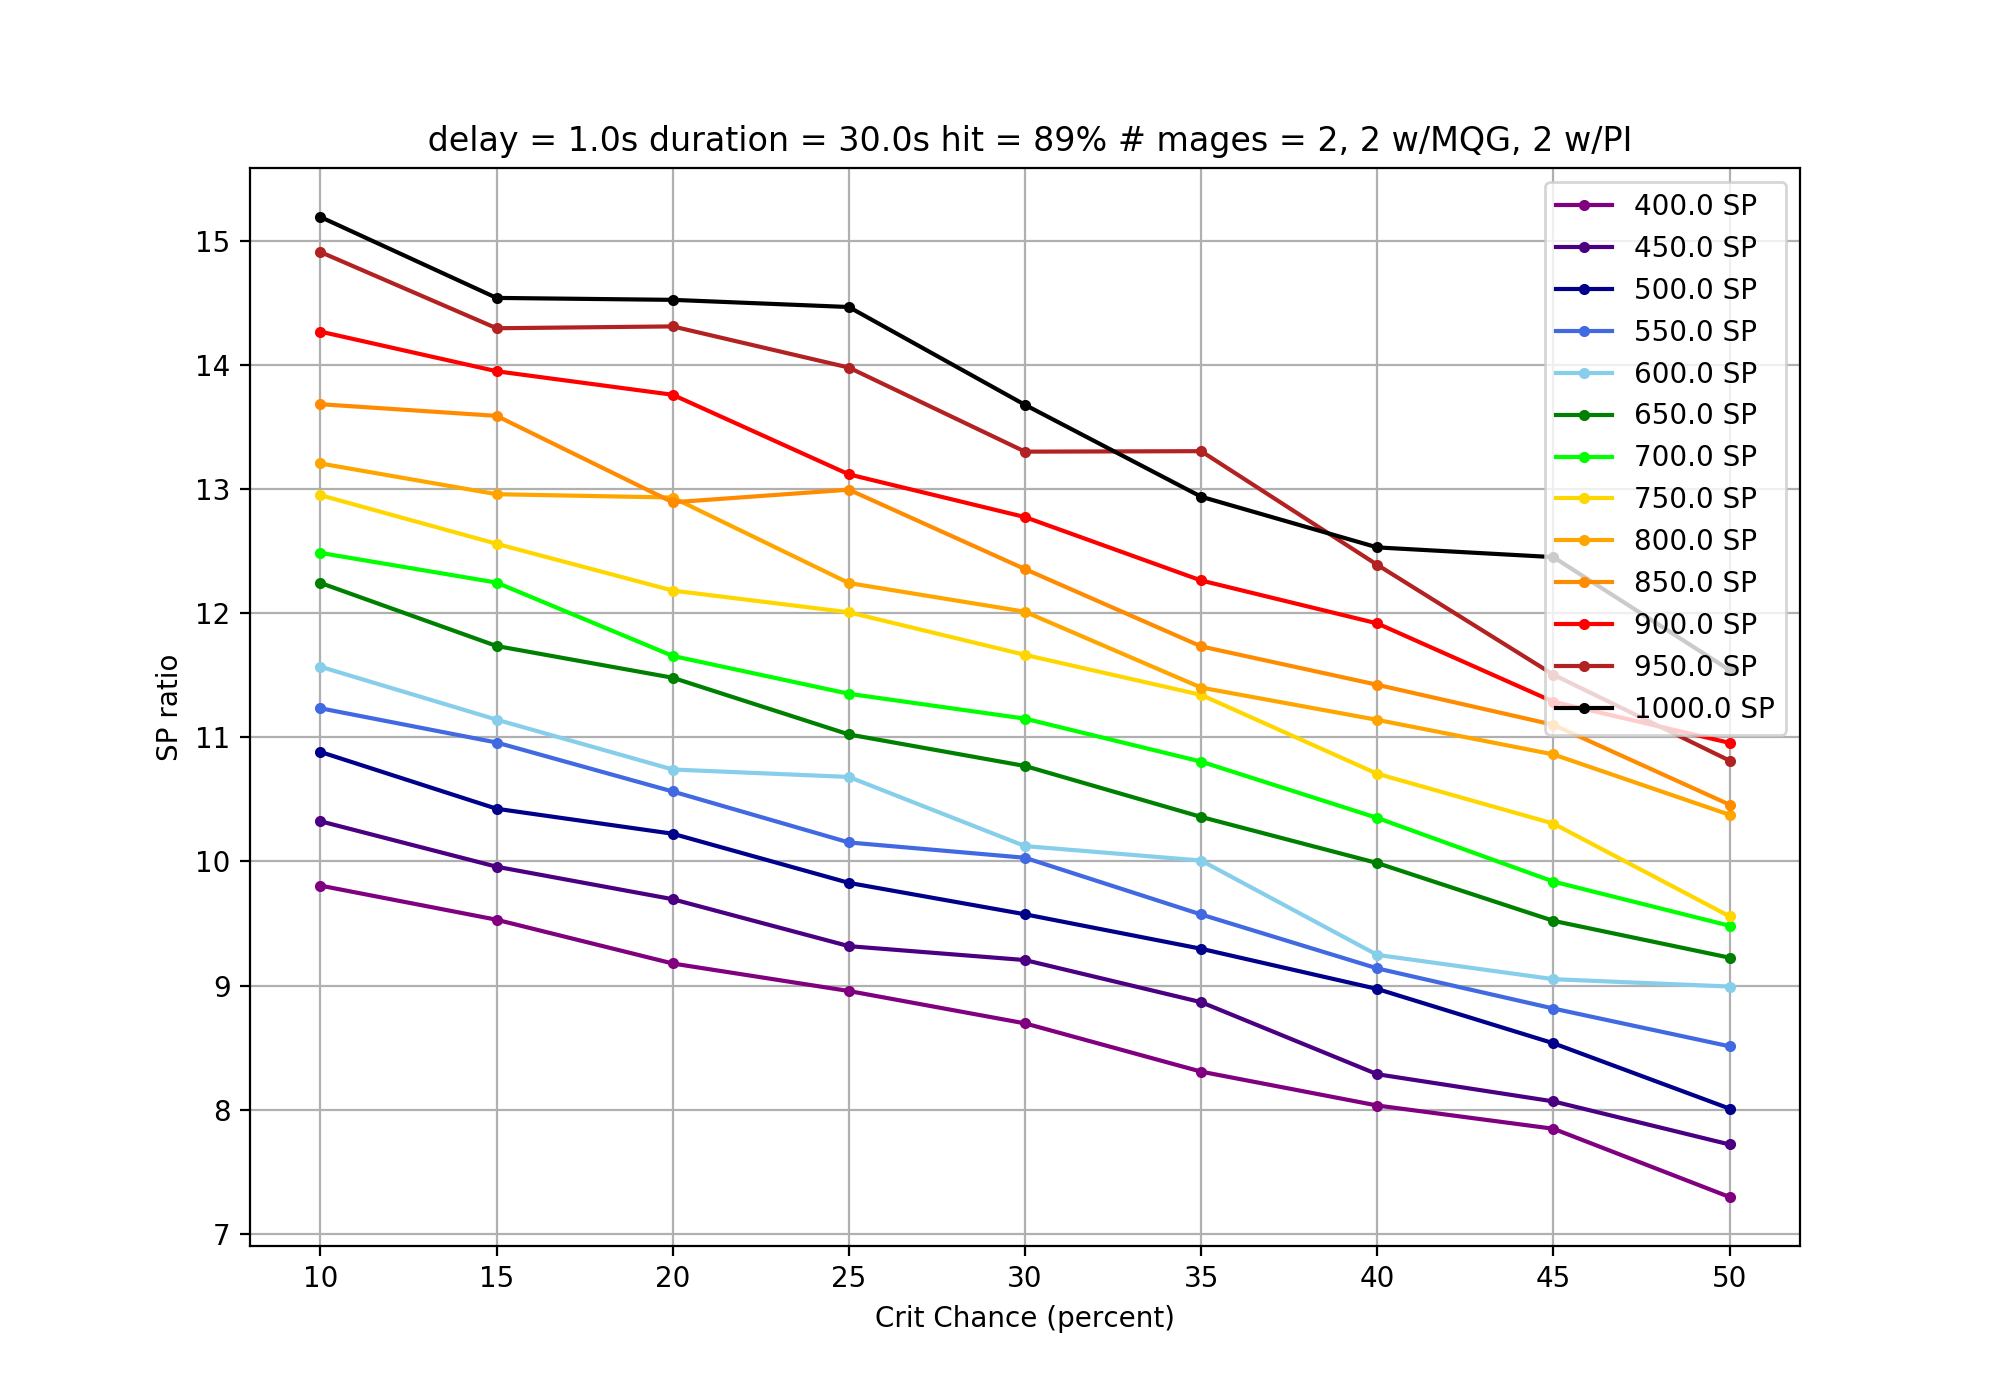 delay = 1.0s duration = 30.0s hit = 89% # mages = 2, 2 w/MQG, 2 w/PI
400.0 SP
450.0 SP
500.0 SP
550.0 SP
600.0 SP
650.0 SP
700.0 SP
750.0 SP
800.0 SP
850.0 SP
900.0 SP
950.0 SP
1000.0 SP
15
14
13
12
11
10
9
8
7
SP ratio
10 15 20 25 30 35 40 45 50
Crit Chance (percent)